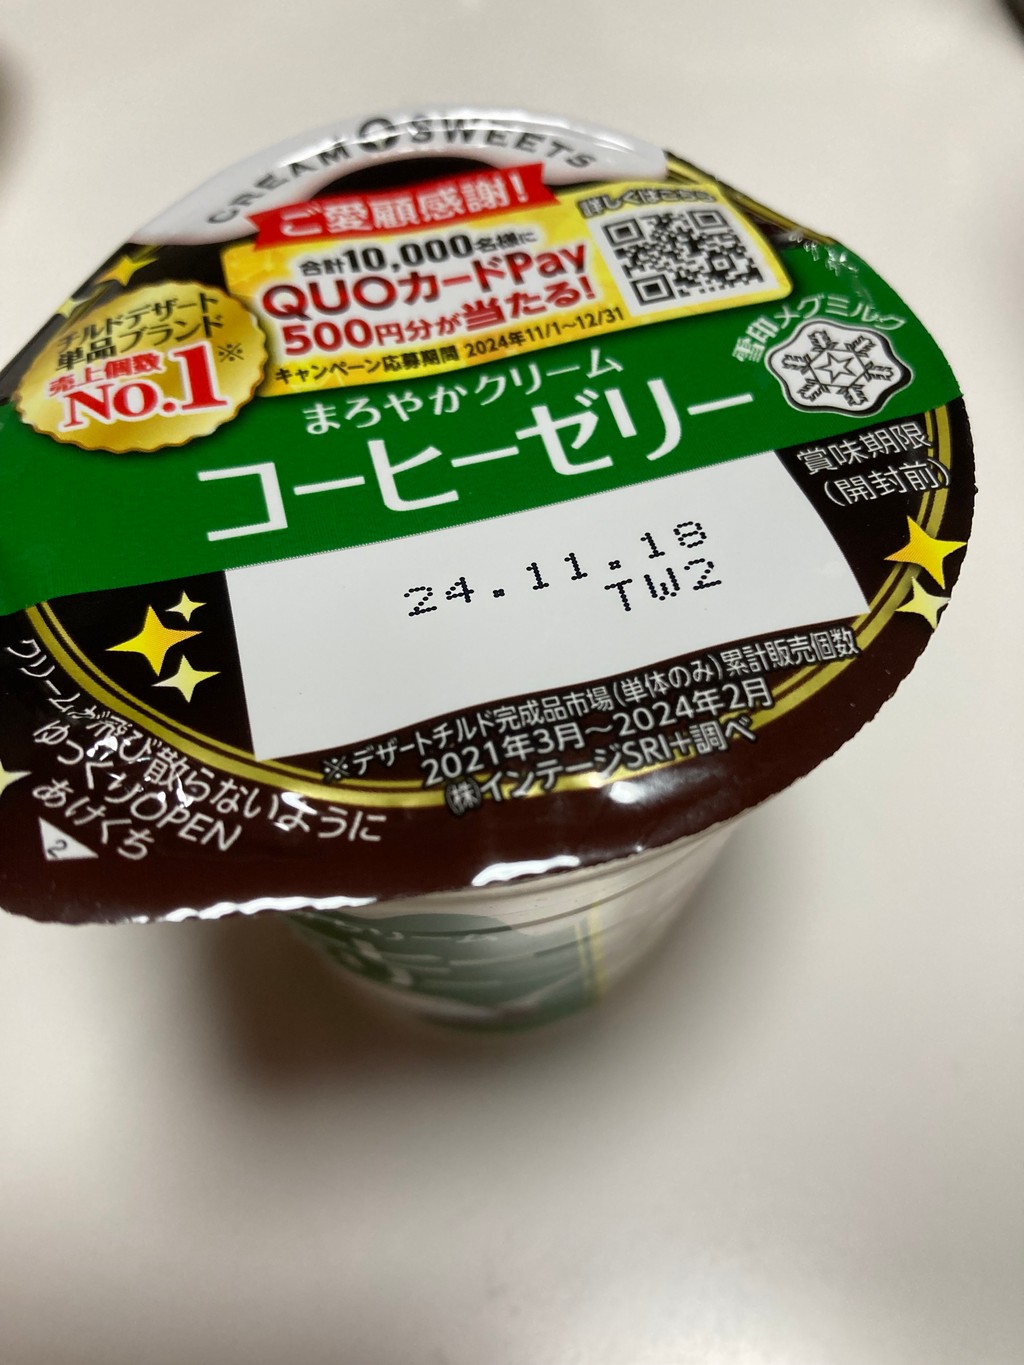 CREAM SWEETS
ご愛顧感謝!
詳しくはこちら
合計10,000名様に
QUOカードPay
500円分が当たる!
キャンペーン応募期間 2024年11/1〜12/31
チルドデザート
単品ブランド
売上個数
No.1※
雪印メグミルク
まろやかクリーム
コーヒーゼリー
賞味期限
(開封前)
24.11.18
TW2
※デザートチルド完成品市場(単体のみ)累計販売個数
2021年3月〜2024年2月
㈱インテージSRI+調べ
クリームが飛び散らないように
ゆっくりOPEN
あけくち
2